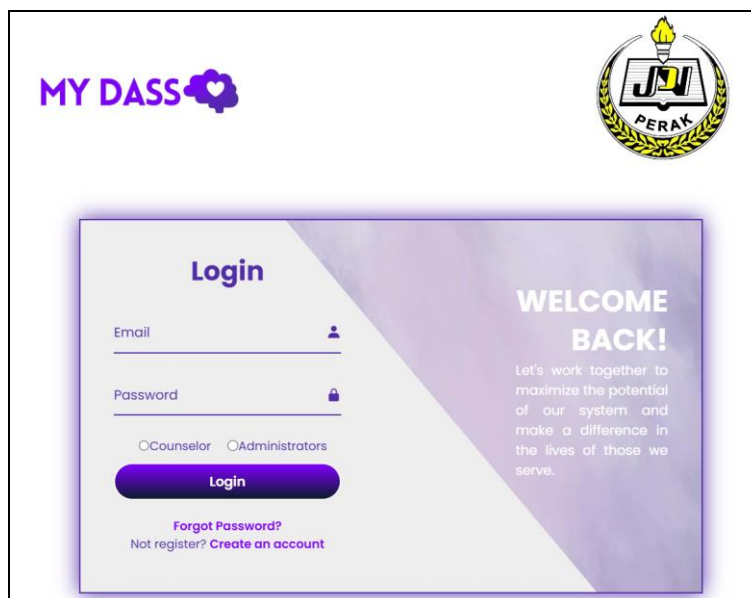 MY DASS
JPN
PERAK
Login
Email
Password
Counselor Administrators
Login
Forgot Password?
Not register? Create an account
WELCOME
BACK!
Let's work together to
maximize the potential
of our system and
make a difference in
the lives of those we
serve.